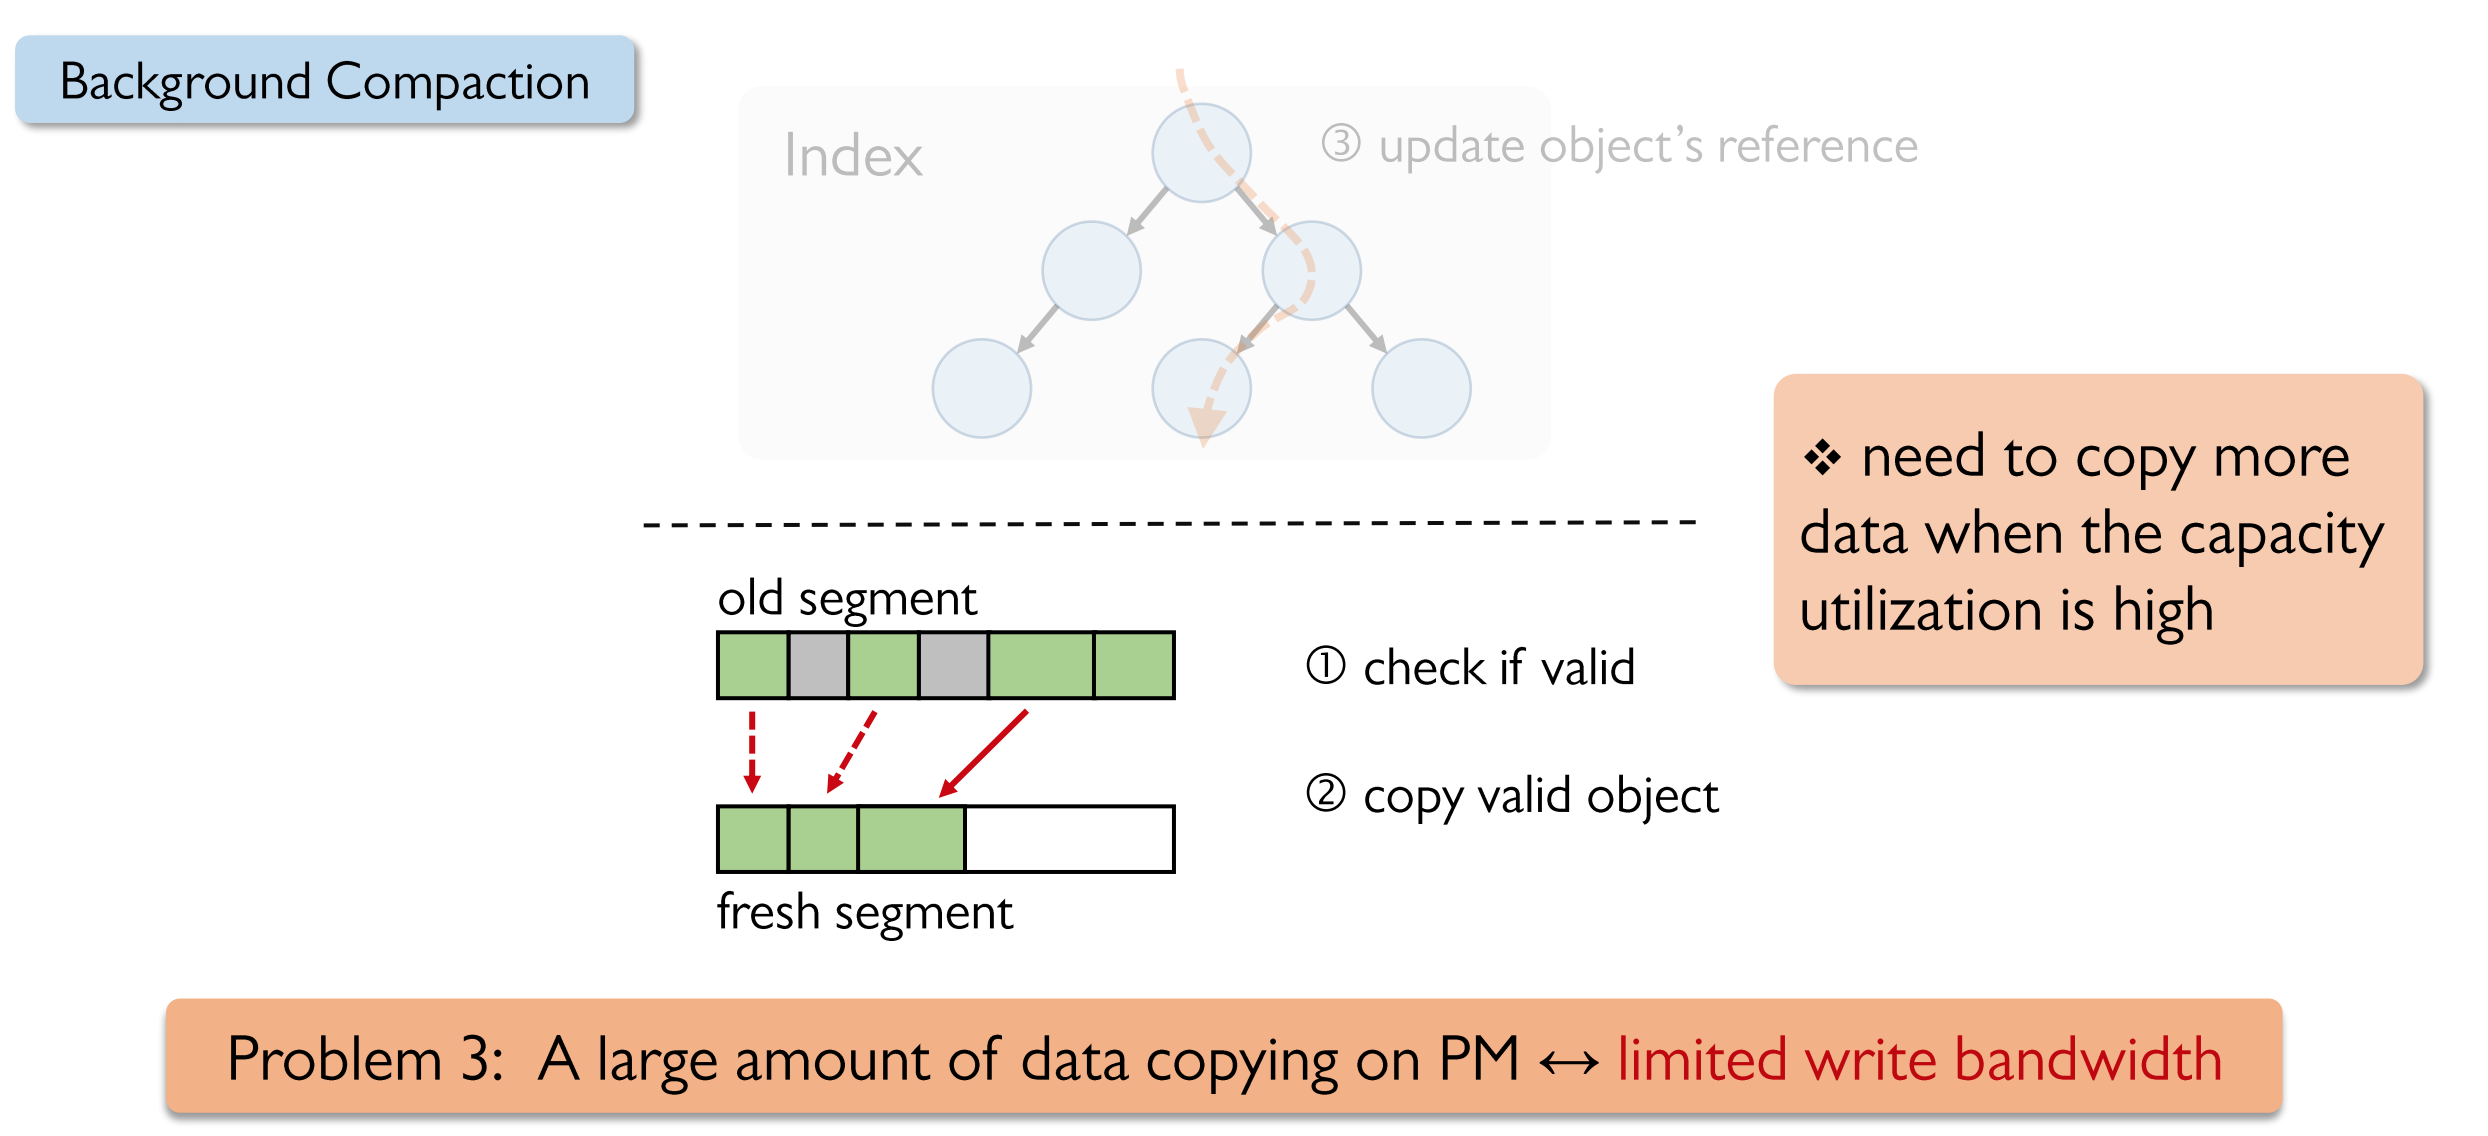 Background Compaction
Index
③ update object’s reference
❖ need to copy more
data when the capacity
utilization is high
old segment
① check if valid
② copy valid object
fresh segment
Problem 3: A large amount of data copying on PM ↔ limited write bandwidth